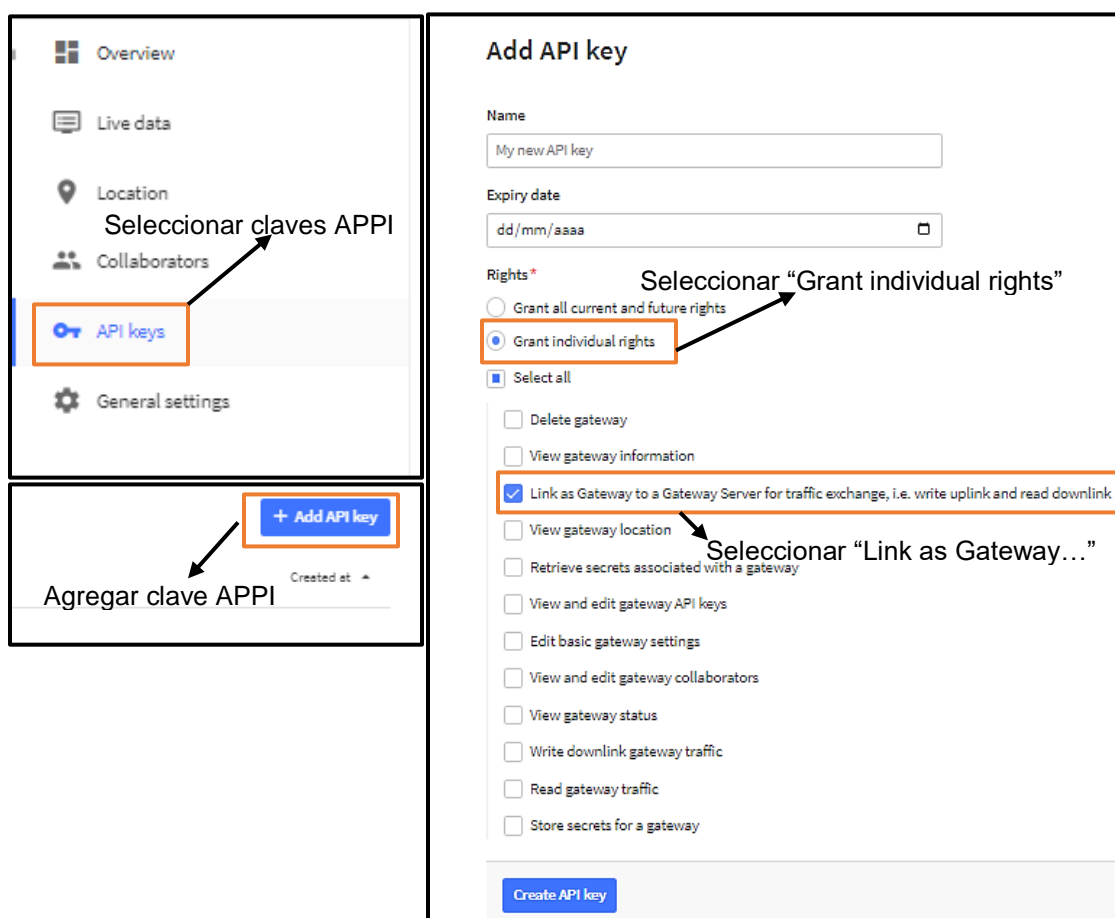 Overview
Live data
Location
Seleccionar claves APPI
Collaborators
API keys
General settings
+ Add API key
Created at
Agregar clave APPI
Add API key
Name
My new API key
Expiry date
dd/mm/aaaa
Rights*
Seleccionar “Grant individual rights”
Grant all current and future rights
Grant individual rights
Select all
Delete gateway
View gateway information
Link as Gateway to a Gateway Server for traffic exchange, i.e. write uplink and read downlink
View gateway location
Seleccionar “Link as Gateway…”
Retrieve secrets associated with a gateway
View and edit gateway API keys
Edit basic gateway settings
View and edit gateway collaborators
View gateway status
Write downlink gateway traffic
Read gateway traffic
Store secrets for a gateway
Create API key